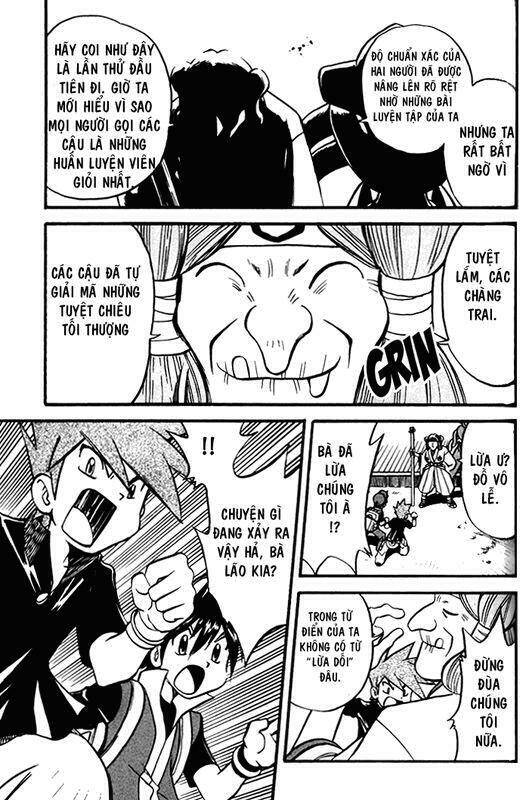 ĐỘ CHUẨN XÁC CỦA
HAI NGƯỜI ĐÃ ĐƯỢC
NÂNG LÊN RÕ RỆT
NHỜ NHỮNG BÀI
LUYỆN TẬP CỦA TA
NHƯNG TA
RẤT BẤT
NGỜ VÌ
HÃY COI NHƯ ĐÂY
LÀ LẦN THỬ ĐẦU
TIÊN ĐI. GIỜ TA
MỚI HIỂU VÌ SAO
MỌI NGƯỜI GỌI CÁC
CẬU LÀ NHỮNG
HUẤN LUYỆN VIÊN
GIỎI NHẤT.
TUYỆT
LẮM, CÁC
CHÀNG
TRAI.
CÁC CẬU ĐÃ TỰ
GIẢI MÃ NHỮNG
TUYỆT CHIÊU
TỐI THƯỢNG
GRIN
!!
CHUYỆN GÌ
ĐANG XẢY RA
VẬY HẢ, BÀ
LÃO KIA?
LỪA Ư?
ĐỒ VÔ
LỄ.
BÀ ĐÃ
LỪA CHÚNG
TÔI À
!?
TRONG TỪ
ĐIỂN CỦA TA
KHÔNG CÓ TỪ
"LỪA DỐI"
ĐÂU.
ĐỪNG
ĐÙA
CHÚNG
TÔI
NỮA.